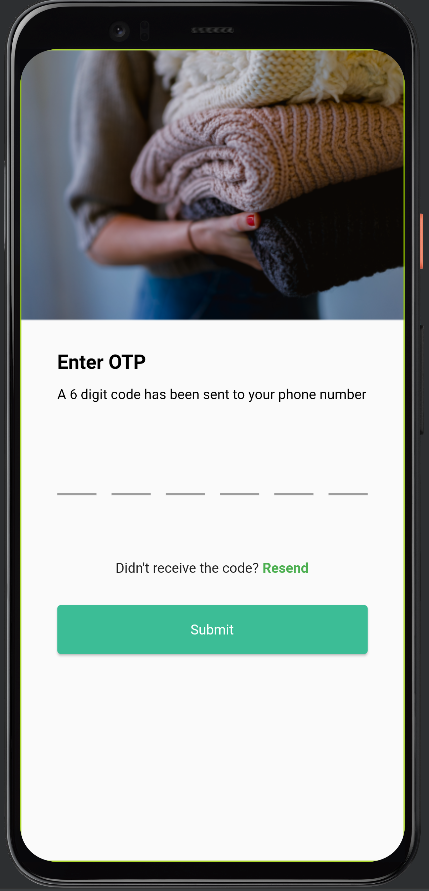 Enter OTP
A 6 digit code has been sent to your phone number
Didn't receive the code? Resend
Submit